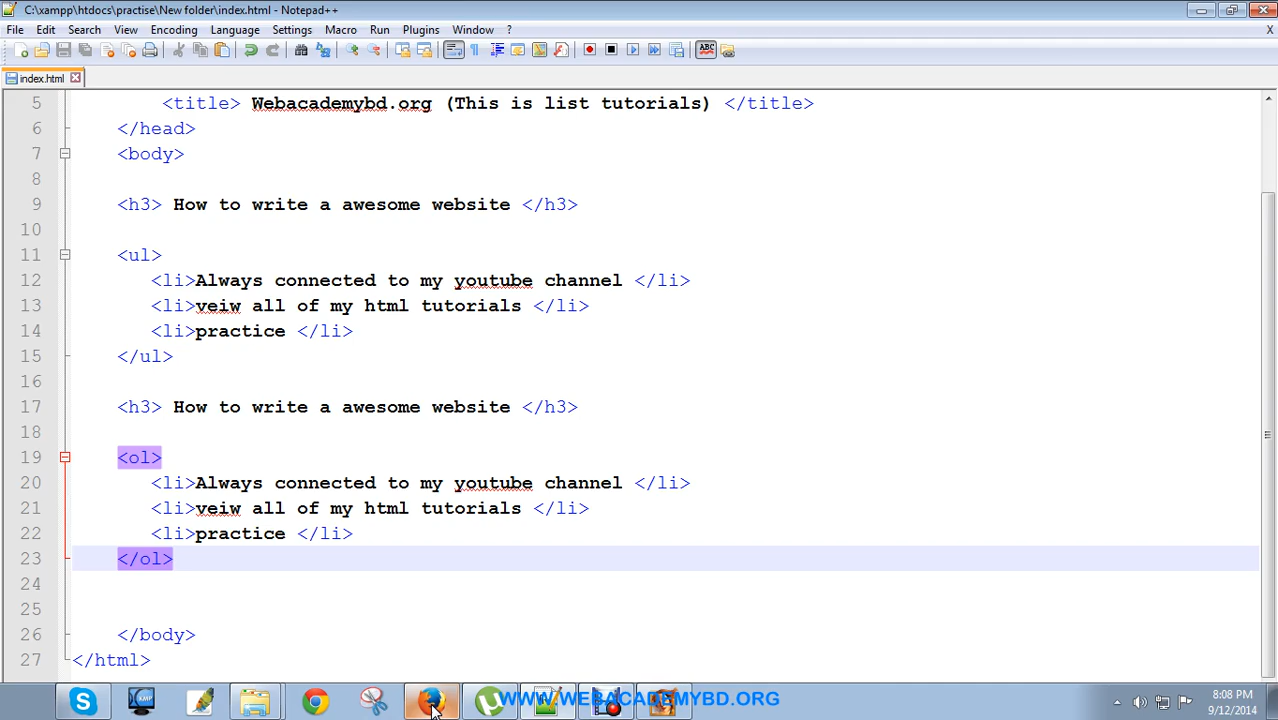 C:\xampp\htdocs\practise\New folder\index.html - Notepad++
File Edit Search View Encoding Language Settings Macro Run Plugins Window ? X
ABC
index.html
5 <title> Webacademybd.org (This is list tutorials) </title>
6 </head>
7 <body>
8
9 <h3> How to write a awesome website </h3>
10
11 <ul>
12 <li>Always connected to my youtube channel </li>
13 <li>veiw all of my html tutorials </li>
14 <li>practice </li>
15 </ul>
16
17 <h3> How to write a awesome website </h3>
18
19 <ol>
20 <li>Always connected to my youtube channel </li>
21 <li>veiw all of my html tutorials </li>
22 <li>practice </li>
23 </ol>
24
25
26 </body>
27 </html>
WWW.WEBACADEMYBD.ORG
8:08 PM
9/12/2014